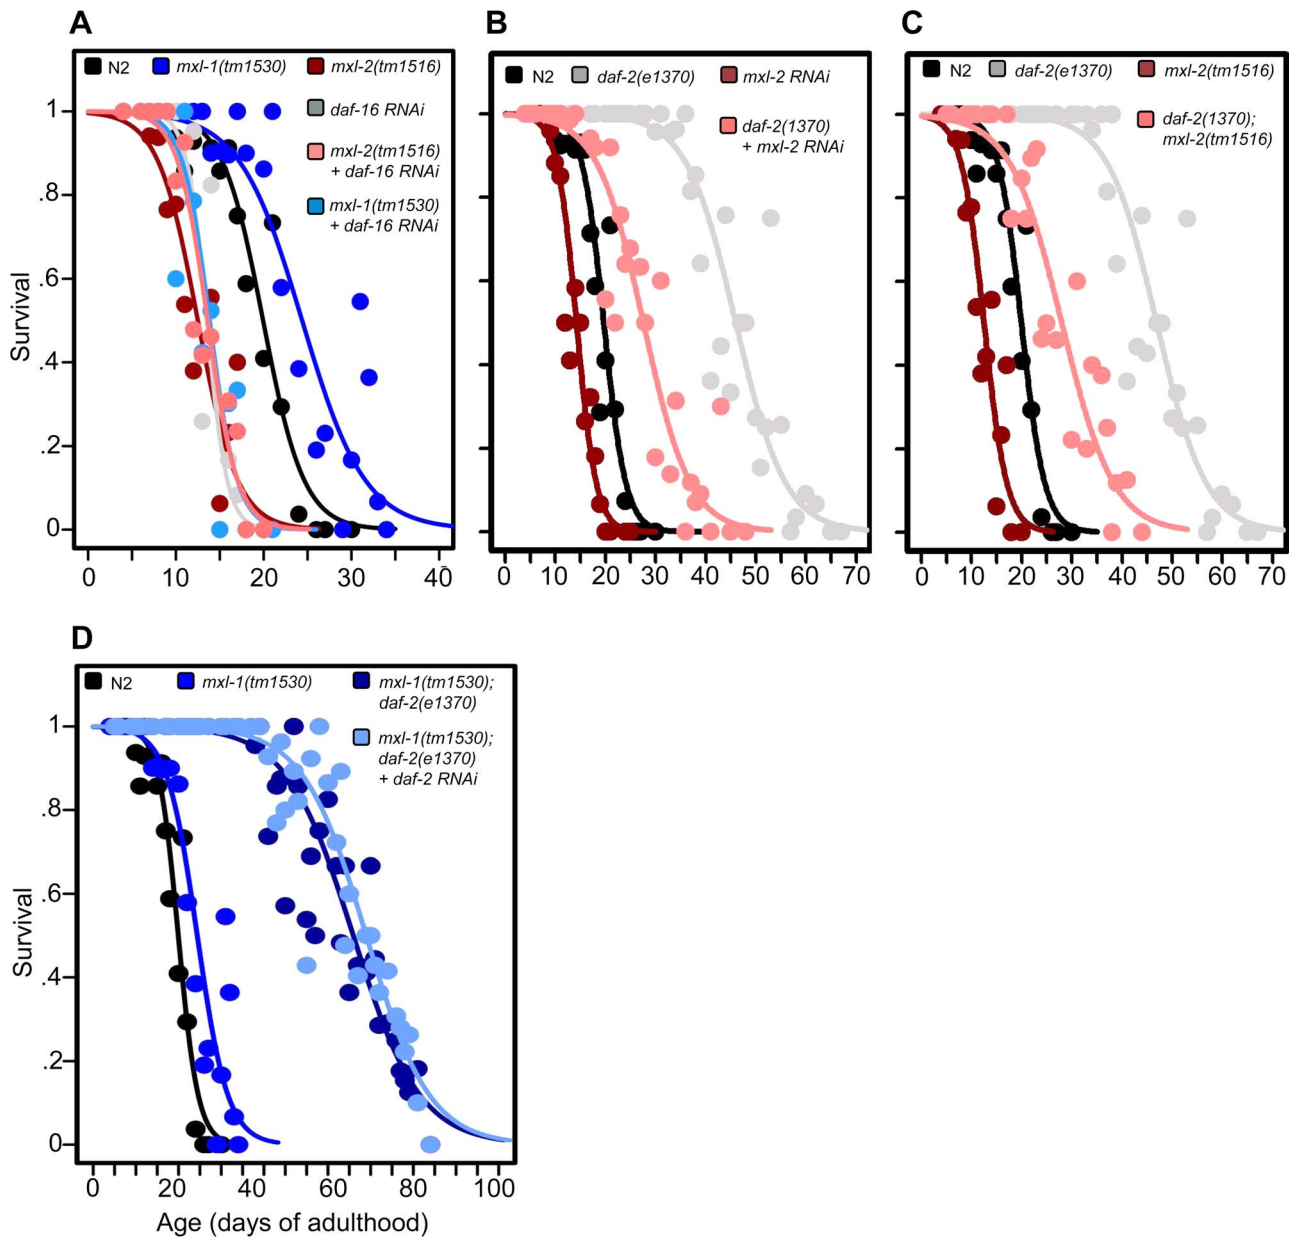 A
N2 mxl-1(tm1530) mxl-2(tm1516)
daf-16 RNAi
mxl-2(tm1516)
+ daf-16 RNAi
mxl-1(tm1530)
+ daf-16 RNAi
1
.8
.6
.4
.2
0
Survival
0 10 20 30 40
B
N2 daf-2(e1370) mxl-2 RNAi
daf-2(1370)
+ mxl-2 RNAi
0 10 20 30 40 50 60 70
C
N2 daf-2(e1370) mxl-2(tm1516)
daf-2(1370);
mxl-2(tm1516)
0 10 20 30 40 50 60 70
D
N2 mxl-1(tm1530) mxl-1(tm1530);
daf-2(e1370)
mxl-1(tm1530);
daf-2(e1370)
+ daf-2 RNAi
1
.8
.6
.4
.2
0
Survival
0 20 40 60 80 100
Age (days of adulthood)